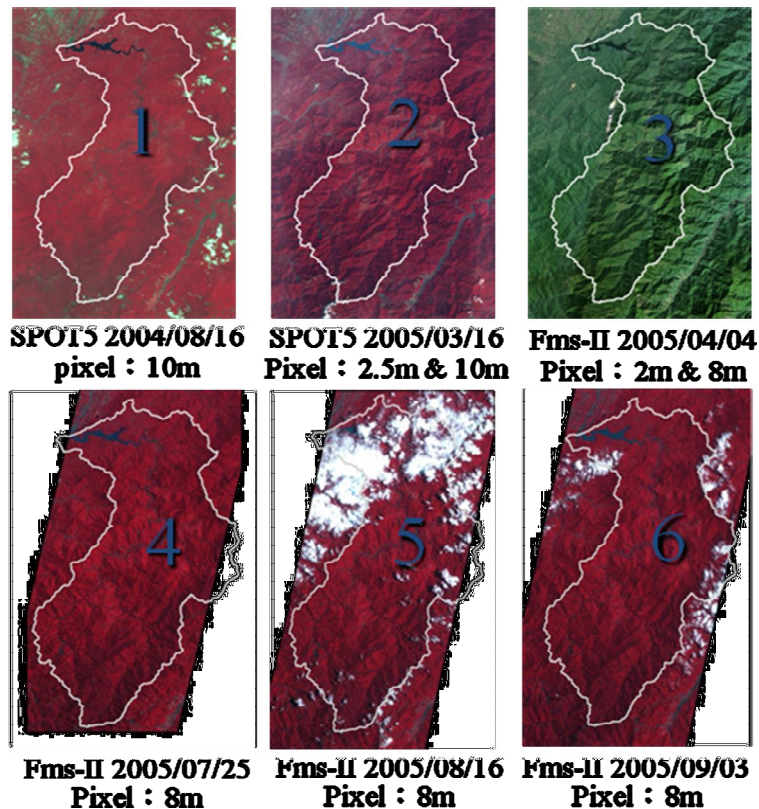 1
2
3
SPOT5 2004/08/16
pixel：10m
SPOT5 2005/03/16
Pixel：2.5m & 10m
Fms-II 2005/04/04
Pixel：2m & 8m
4
5
6
Fms-II 2005/07/25
Pixel：8m
Fms-II 2005/08/16
Pixel：8m
Fms-II 2005/09/03
Pixel：8m